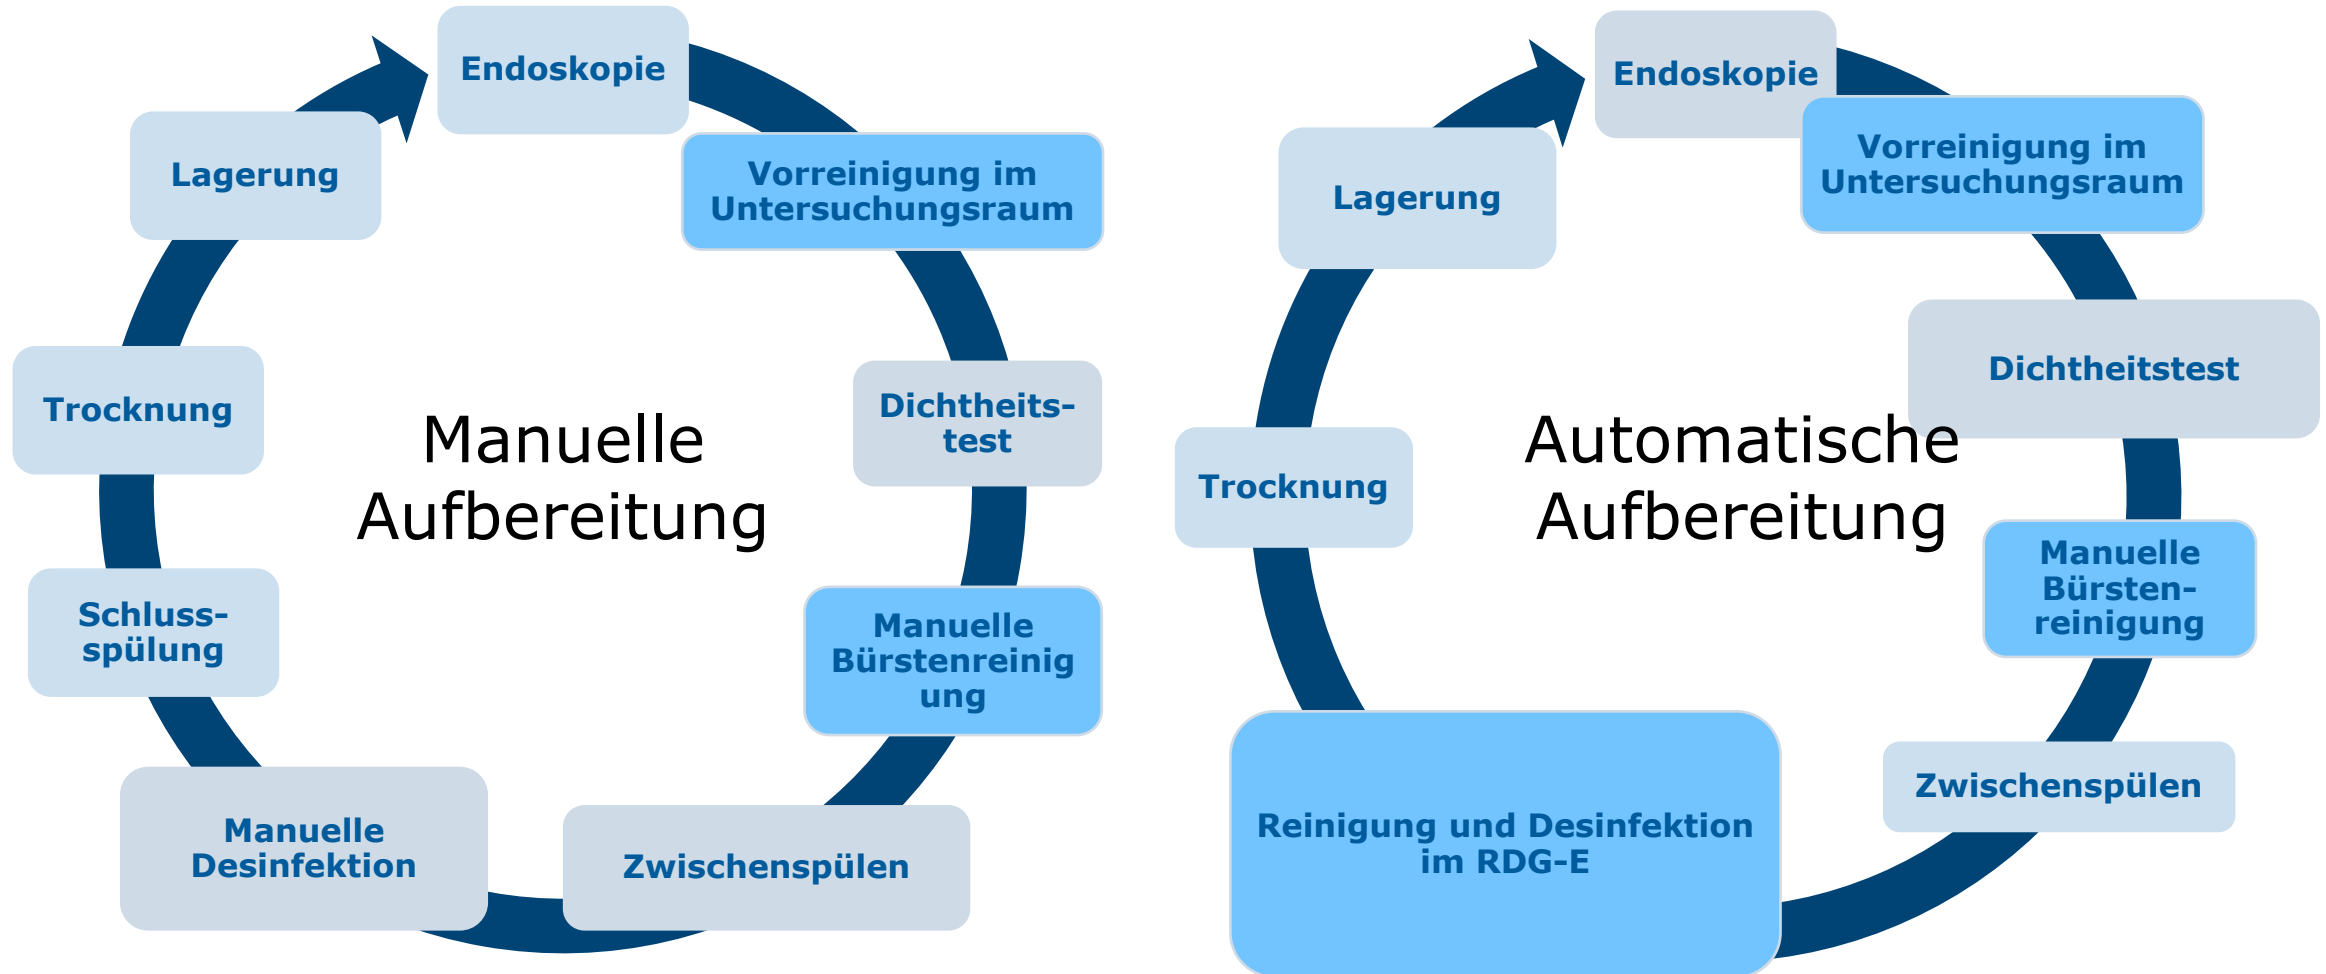 Endoskopie
Vorreinigung im
Untersuchungsraum
Dichtheits-
test
Manuelle
Bürstenreinig
ung
Zwischenspülen
Manuelle
Desinfektion
Schluss-
spülung
Trocknung
Lagerung
Manuelle
Aufbereitung
Endoskopie
Vorreinigung im
Untersuchungsraum
Dichtheitstest
Manuelle
Bürsten-
reinigung
Zwischenspülen
Reinigung und Desinfektion
im RDG-E
Trocknung
Lagerung
Automatische
Aufbereitung